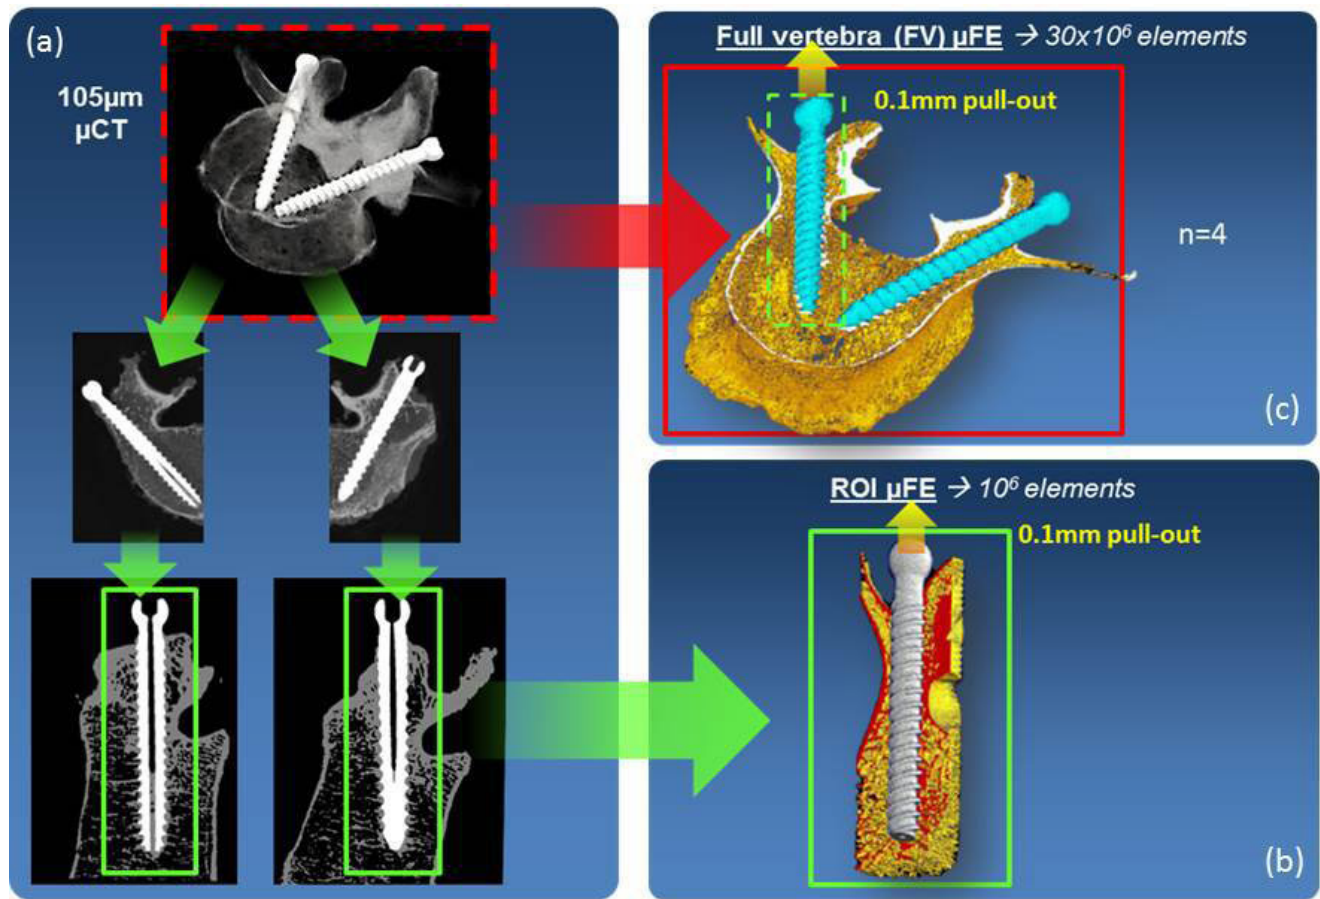 (a)
105µm
µCT
Full vertebra (FV) µFE → 30x10⁶ elements
0.1mm pull-out
n=4
(c)
ROI µFE → 10⁶ elements
0.1mm pull-out
(b)